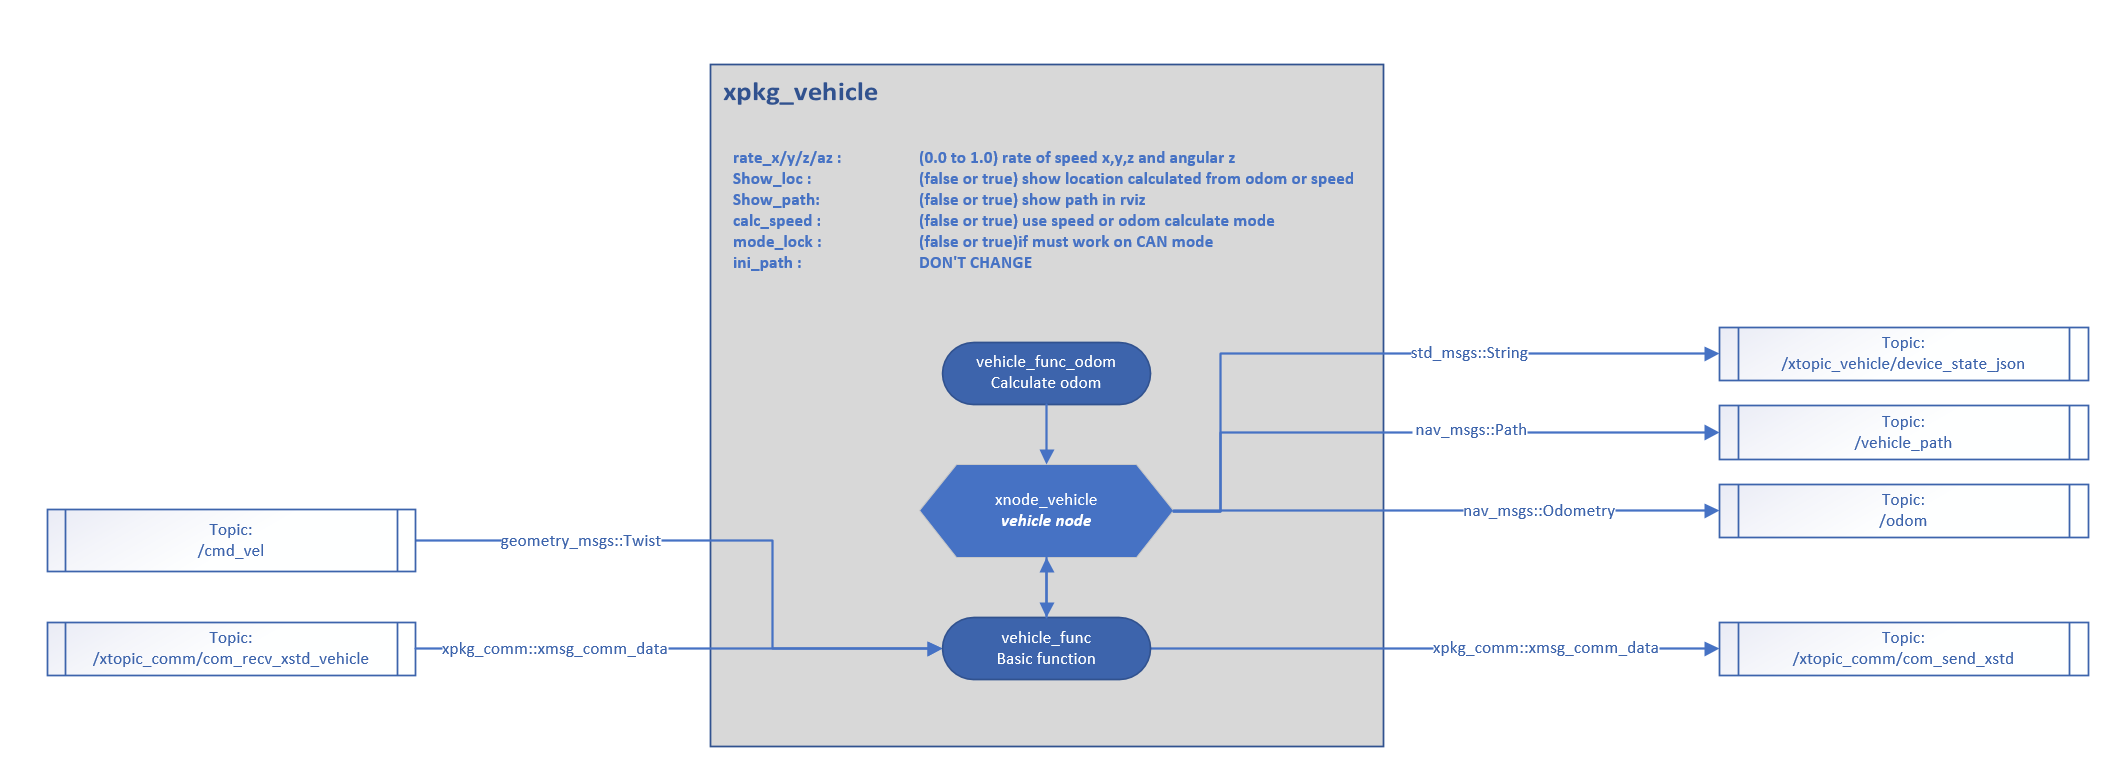 xpkg_vehicle
rate_x/y/z/az : (0.0 to 1.0) rate of speed x,y,z and angular z
Show_loc : (false or true) show location calculated from odom or speed
Show_path: (false or true) show path in rviz
calc_speed : (false or true) use speed or odom calculate mode
mode_lock : (false or true)if must work on CAN mode
ini_path : DON'T CHANGE
vehicle_func_odom
Calculate odom
xnode_vehicle
vehicle node
vehicle_func
Basic function
Topic:
/cmd_vel
geometry_msgs::Twist
Topic:
/xtopic_comm/com_recv_xstd_vehicle
xpkg_comm::xmsg_comm_data
std_msgs::String
Topic:
/xtopic_vehicle/device_state_json
nav_msgs::Path
Topic:
/vehicle_path
nav_msgs::Odometry
Topic:
/odom
xpkg_comm::xmsg_comm_data
Topic:
/xtopic_comm/com_send_xstd